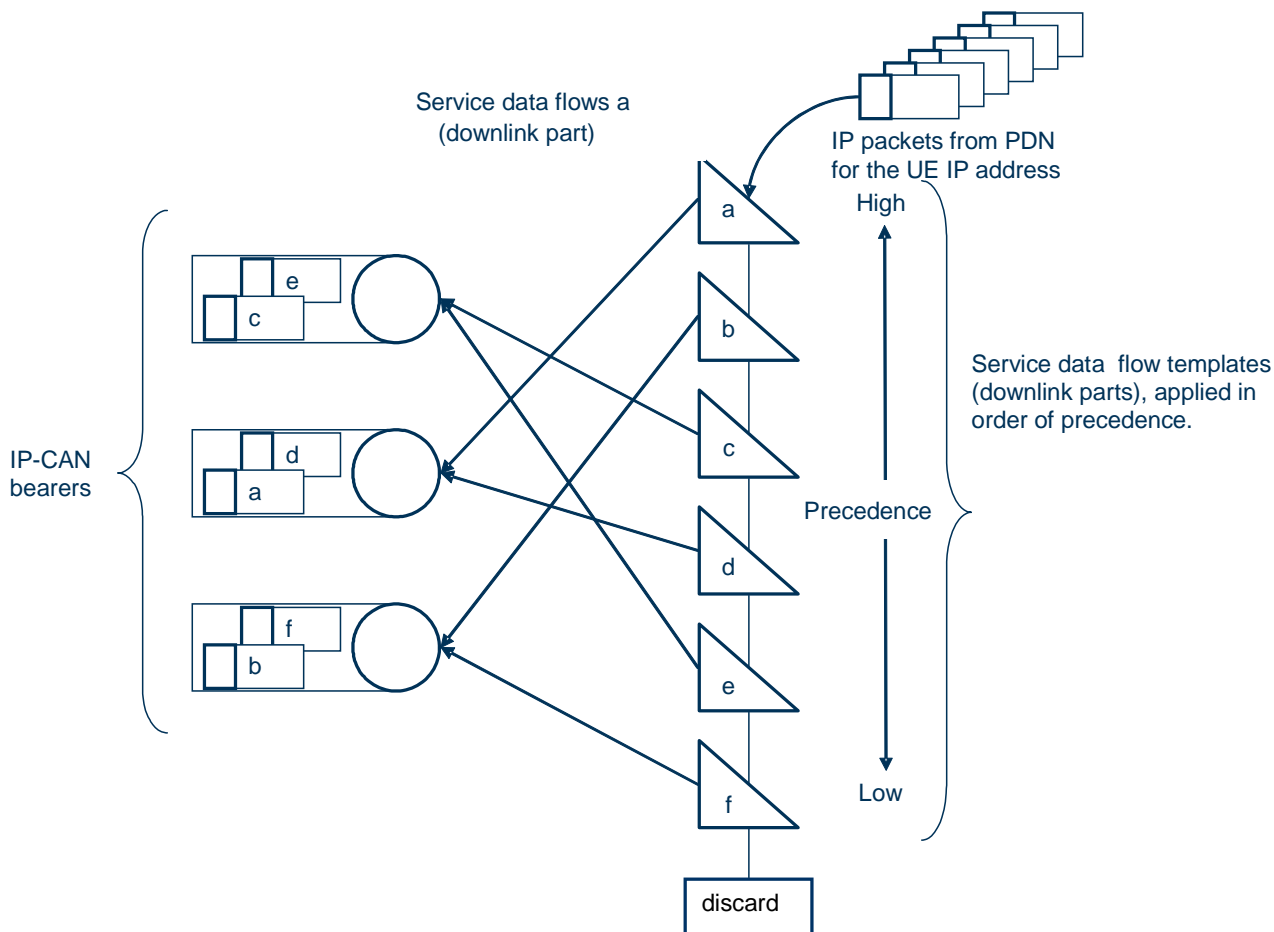 Service data flows a
(downlink part)
IP packets from PDN
for the UE IP address
High
a
e
c
b
Service data flow templates
(downlink parts), applied in
order of precedence.
c
IP-CAN
bearers
d
a
Precedence
d
f
b
e
Low
f
discard